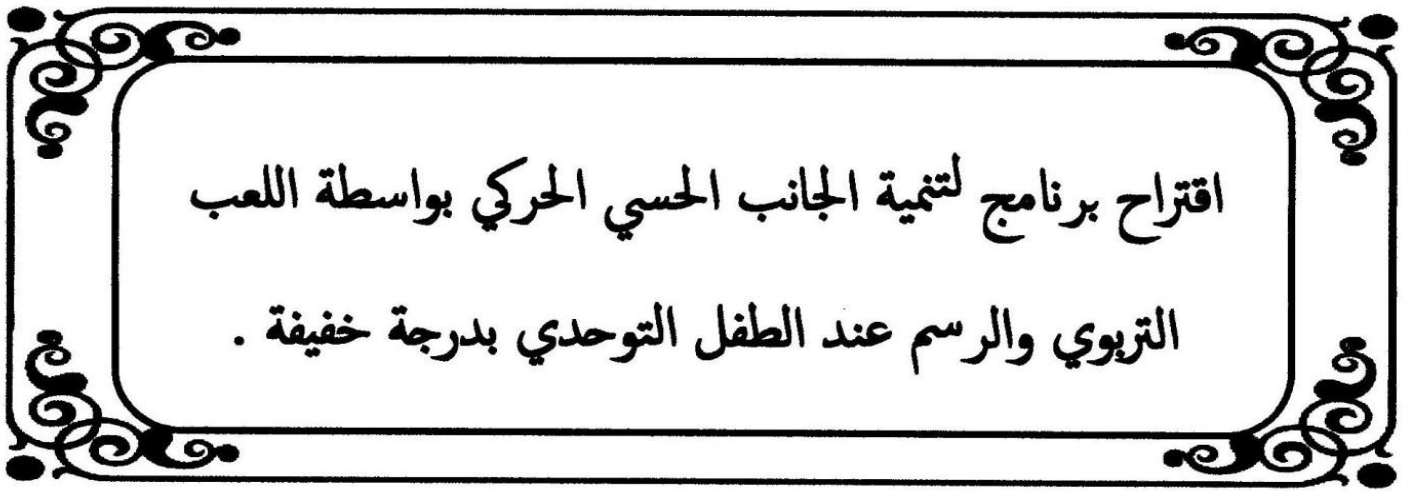 اقتراح برنامج لتنمية الجانب الحسي الحركي بواسطة اللعب
التربوي والرسم عند الطفل التوحدي بدرجة خفيفة .